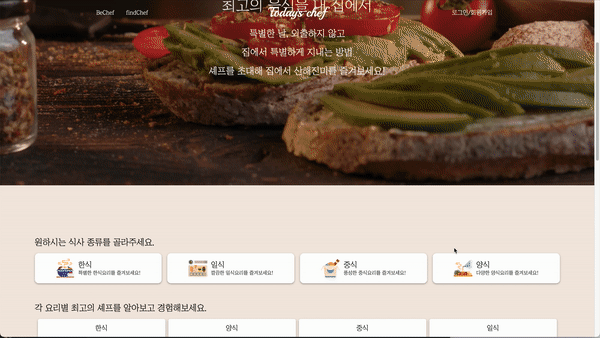 최고의 음식을 내 집에서
BeChef findChef Today's chef 로그인/회원가입
특별한 날, 외출하지 않고
집에서 특별하게 지내는 방법
셰프를 초대해 집에서 산해진미를 즐겨보세요!
원하시는 식사 종류를 골라주세요.
한식 일식 중식 양식
특별한 한식요리를 즐겨보세요! 깔끔한 일식요리를 즐겨보세요! 풍성한 중식요리를 즐겨보세요! 다양한 양식요리를 즐겨보세요!
각 요리별 최고의 셰프를 알아보고 경험해보세요.
한식 양식 중식 일식